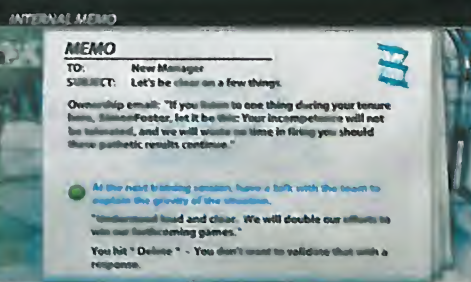 INTERNAL MEMO
MEMO
TO: New Manager
SUBJECT: Let's be clear on a few things.
Ownership email: "If you listen to one thing during your tenure
here, SimonFoster, let it be this: Your incompetence will not
be tolerated, and we will waste no time in firing you should
these pathetic results continue."
At the next training session, have a talk with the team to
explain the gravity of the situation.
"Understood loud and clear. We will double our efforts to
win our forthcoming games."
You hit " Delete " - You don't want to validate that with a
response.